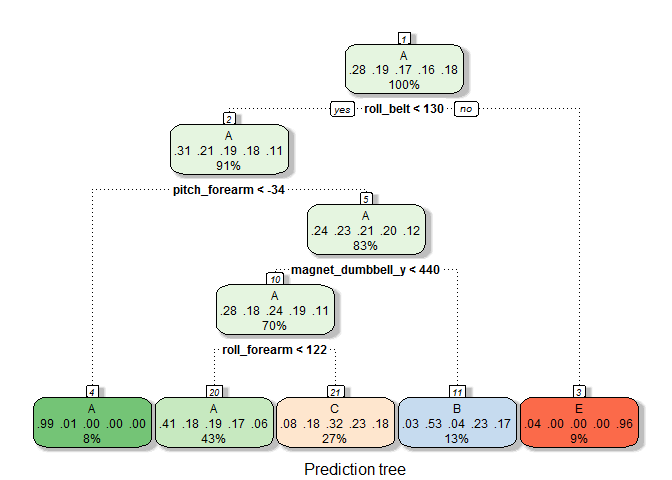 1
A
.28 .19 .17 .16 .18
100%
yes roll_belt < 130 no
2
A
.31 .21 .19 .18 .11
91%
pitch_forearm < -34
5
A
.24 .23 .21 .20 .12
83%
magnet_dumbbell_y < 440
10
A
.28 .18 .24 .19 .11
70%
roll_forearm < 122
4 20 21 11 3
A A C B E
.99 .01 .00 .00 .00 .41 .18 .19 .17 .06 .08 .18 .32 .23 .18 .03 .53 .04 .23 .17 .04 .00 .00 .00 .96
8% 43% 27% 13% 9%
Prediction tree